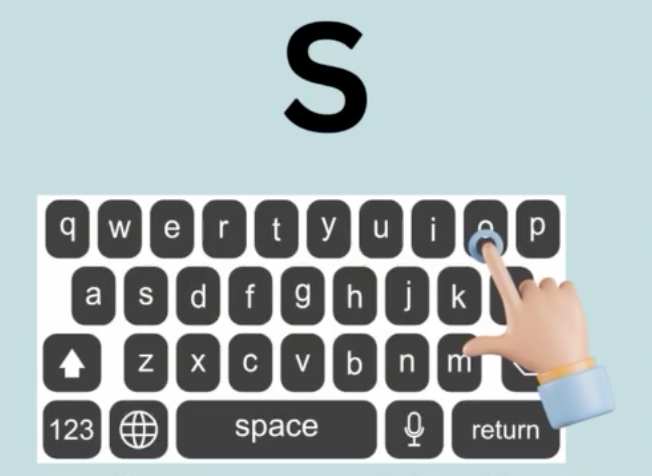 S
q w e r t y u i o p
a s d f g h j k
z x c v b n m
123 space return